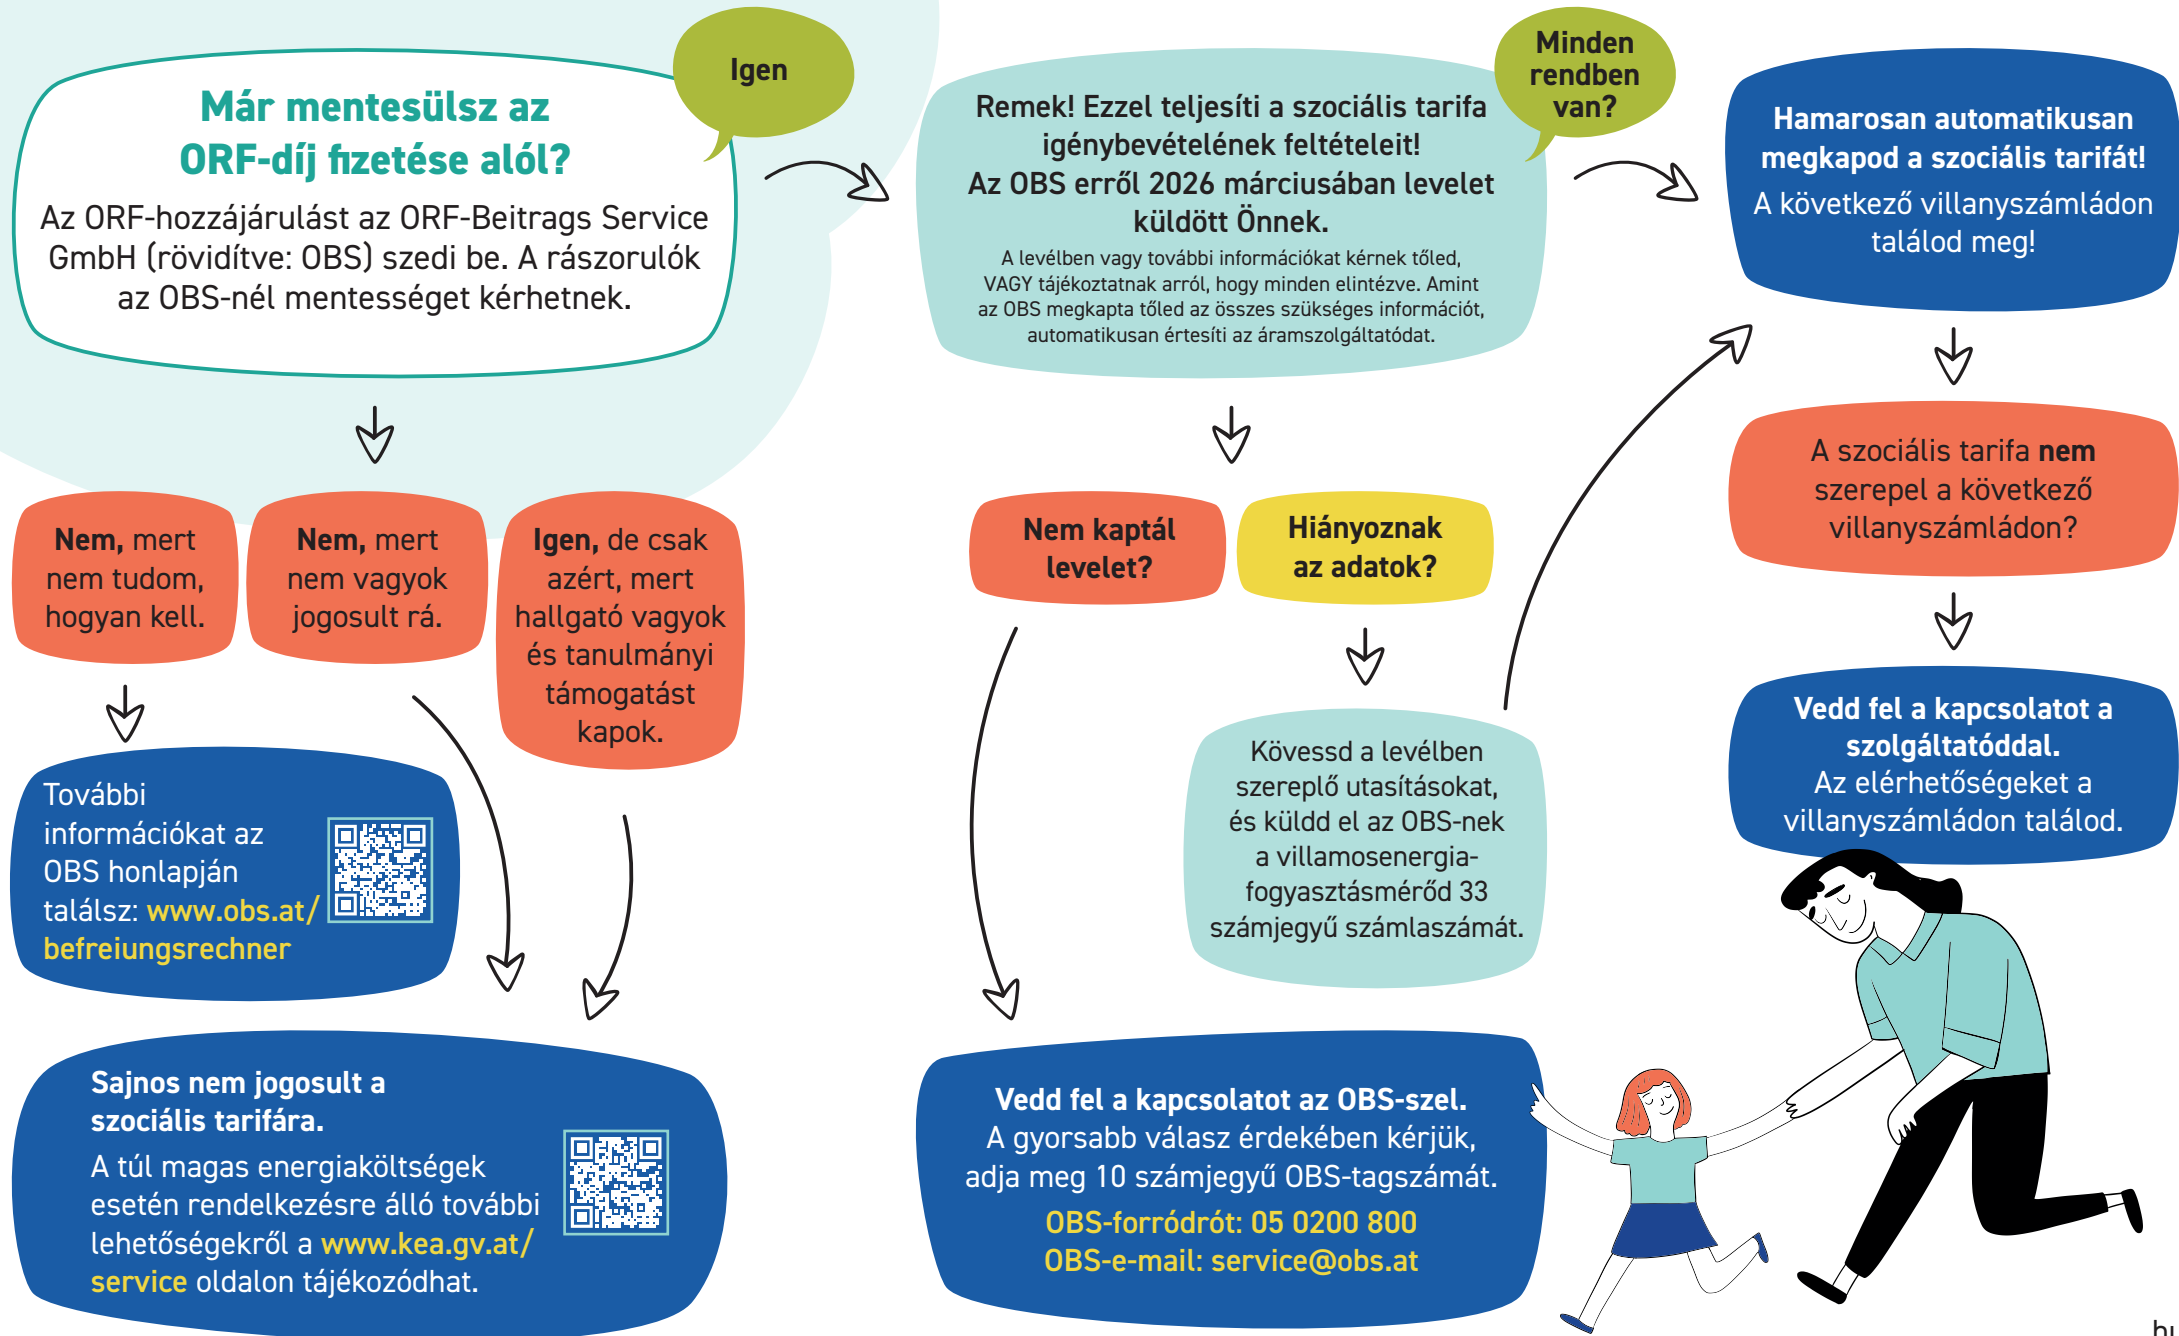 Már mentesülsz az
ORF-díj fizetése alól?
Az ORF-hozzájárulást az ORF-Beitrags Service
GmbH (rövidítve: OBS) szedi be. A rászorulók
az OBS-nél mentességet kérhetnek.
Igen
Remek! Ezzel teljesíti a szociális tarifa
igénybevételének feltételeit!
Az OBS erről 2026 márciusában levelet
küldött Önnek.
A levélben vagy további információkat kérnek tőled,
VAGY tájékoztatnak arról, hogy minden elintézve. Amint
az OBS megkapta tőled az összes szükséges információt,
automatikusan értesíti az áramszolgáltatódat.
Minden
rendben
van?
Hamarosan automatikusan
megkapod a szociális tarifát!
A következő villanyszámládon
találod meg!
Nem, mert
nem tudom,
hogyan kell.
Nem, mert
nem vagyok
jogosult rá.
Igen, de csak
azért, mert
hallgató vagyok
és tanulmányi
támogatást
kapok.
Nem kaptál
levelet?
Hiányoznak
az adatok?
A szociális tarifa nem
szerepel a következő
villanyszámládon?
További
információkat az
OBS honlapján
találsz: www.obs.at/
befreiungsrechner
Kövessd a levélben
szereplő utasításokat,
és küldd el az OBS-nek
a villamosenergia-
fogyasztásmérőd 33
számjegyű számlaszámát.
Vedd fel a kapcsolatot a
szolgáltatóddal.
Az elérhetőségeket a
villanyszámládon találod.
Sajnos nem jogosult a
szociális tarifára.
A túl magas energiaköltségek
esetén rendelkezésre álló további
lehetőségekről a www.kea.gv.at/
service oldalon tájékozódhat.
Vedd fel a kapcsolatot az OBS-szel.
A gyorsabb válasz érdekében kérjük,
adja meg 10 számjegyű OBS-tagszámát.
OBS-forródrót: 05 0200 800
OBS-e-mail: service@obs.at
hu